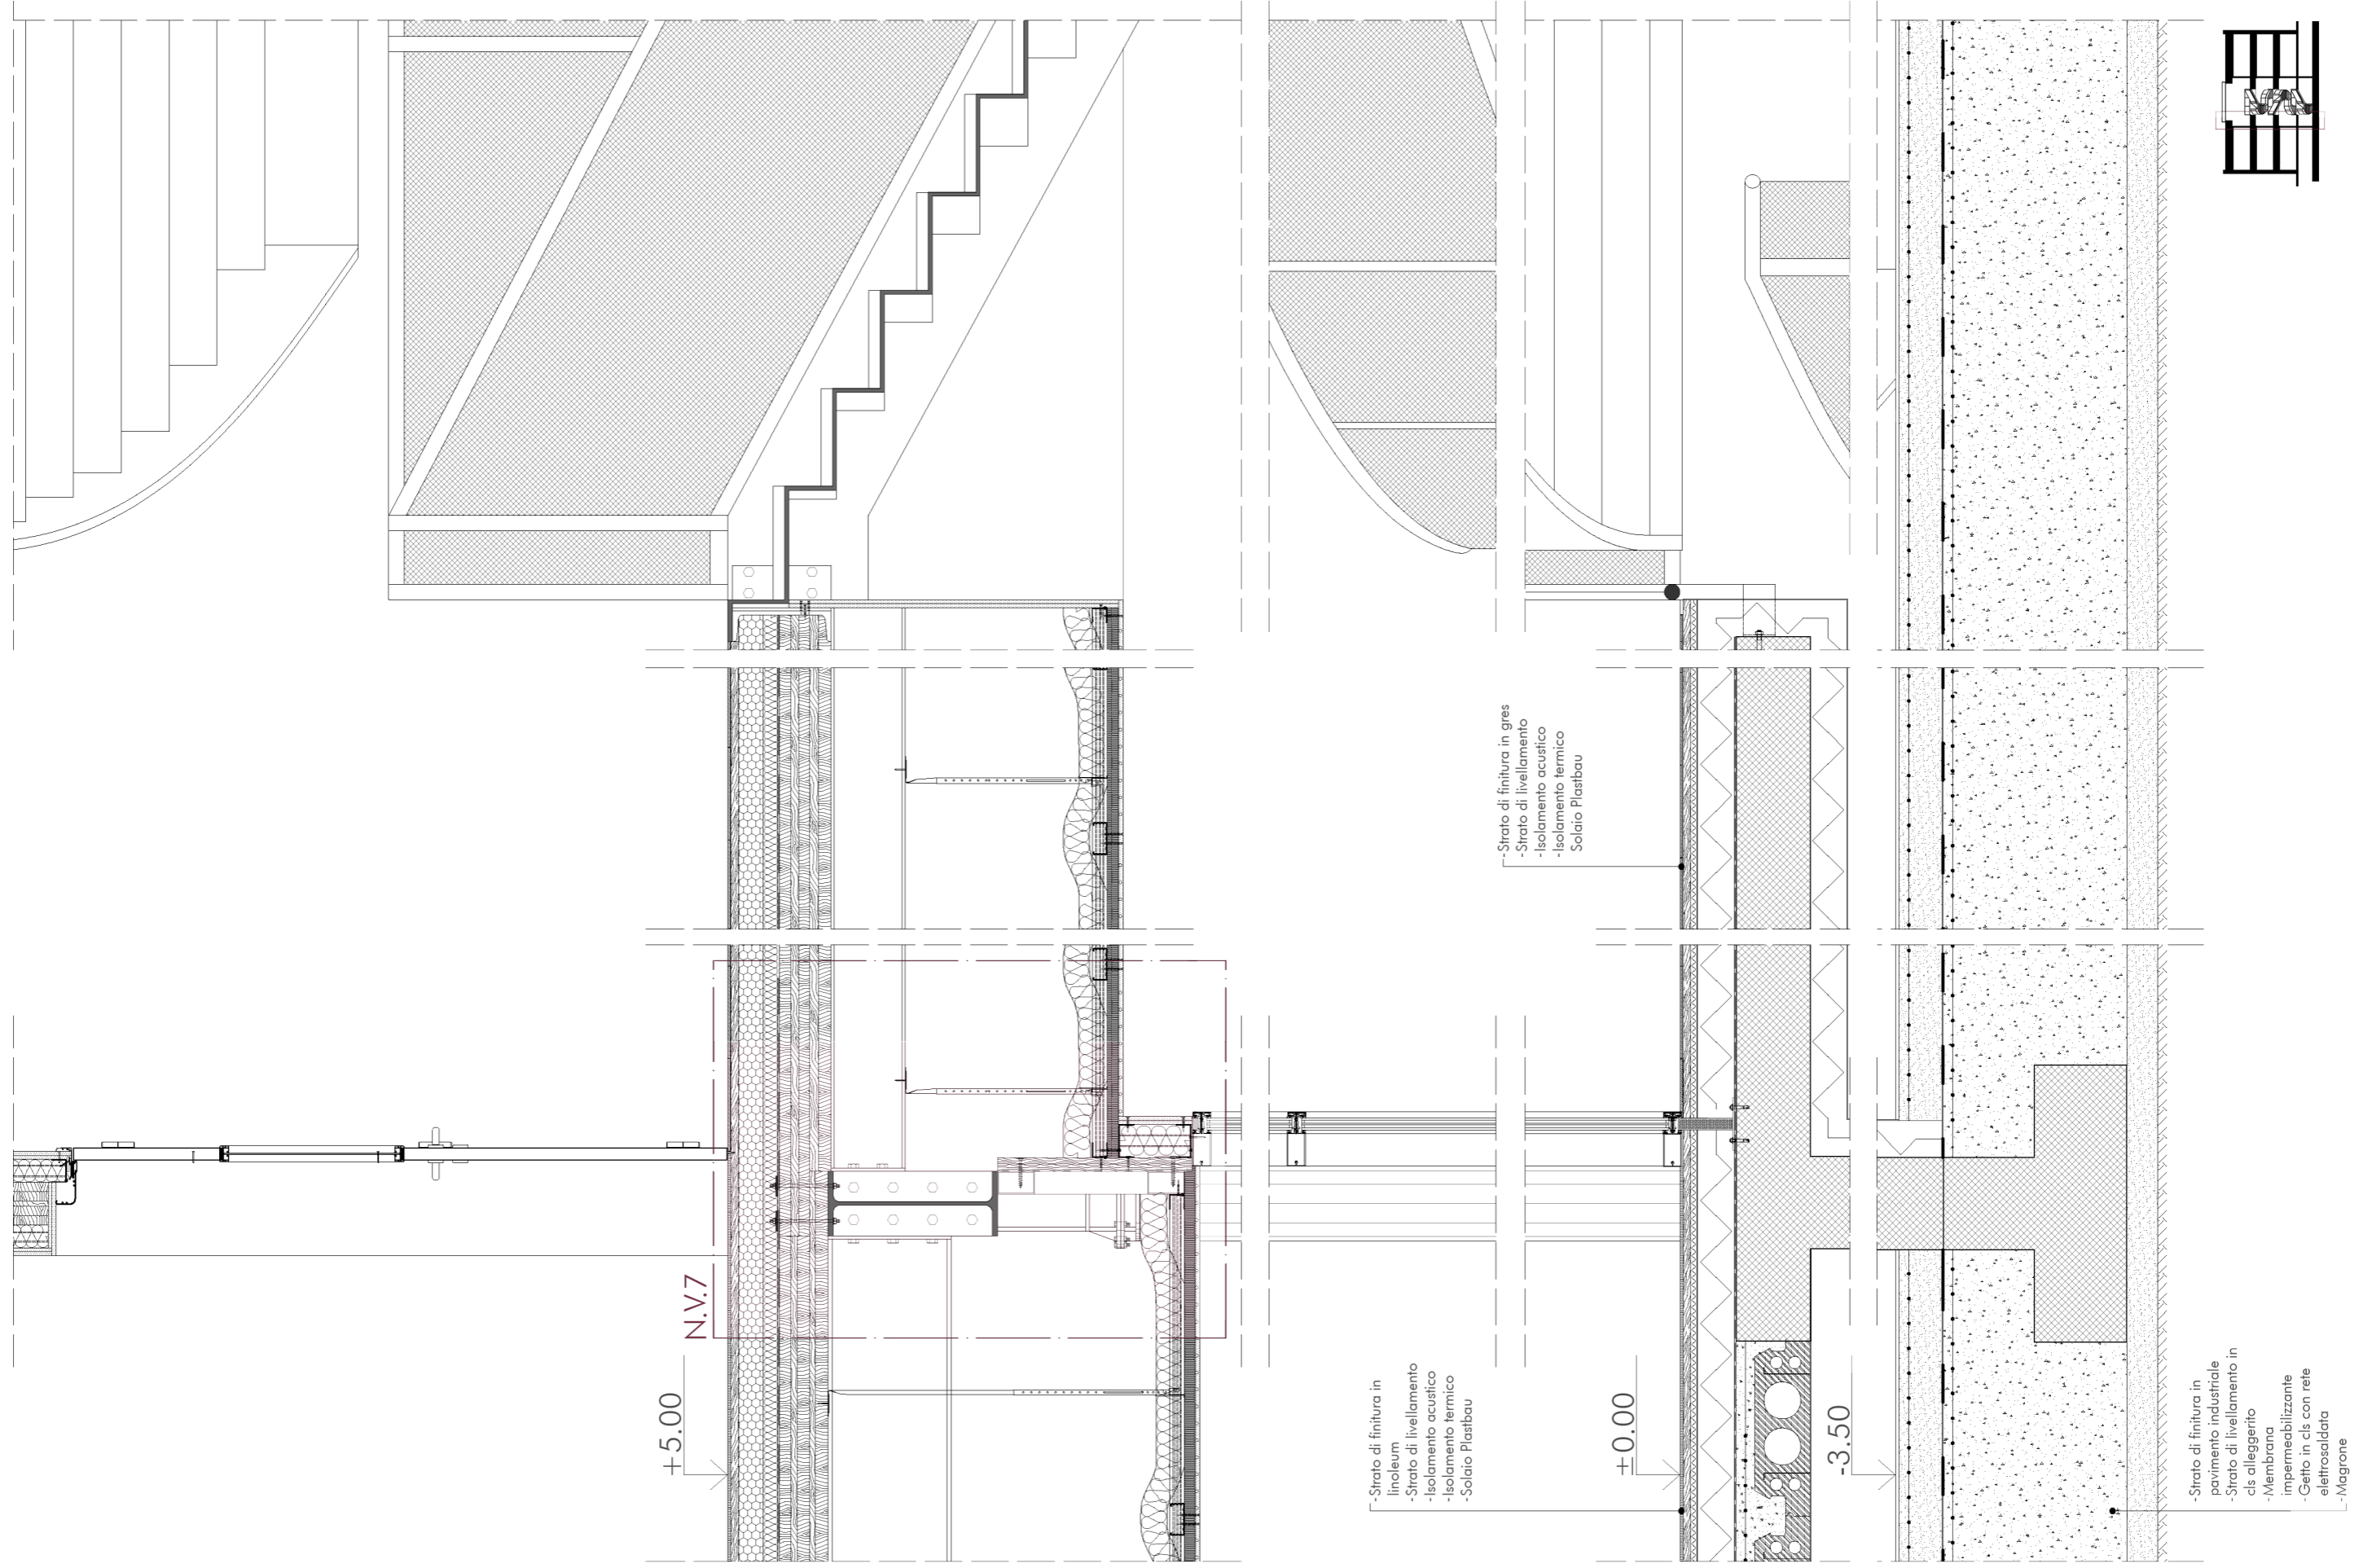 N.V.7
+5.00
-Strato di finitura in gres
-Strato di livellamento
-Isolamento acustico
-Isolamento termico
Solaio Plastbau
-Strato di finitura in
linoleum
-Strato di livellamento
-Isolamento acustico
-Isolamento termico
-Solaio Plastbau
±0.00
-3.50
-Strato di finitura in
pavimento industriale
-Strato di livellamento in
cls alleggerito
-Membrana
impermeabilizzante
-Getto in cls con rete
elettrosaldata
-Magrone